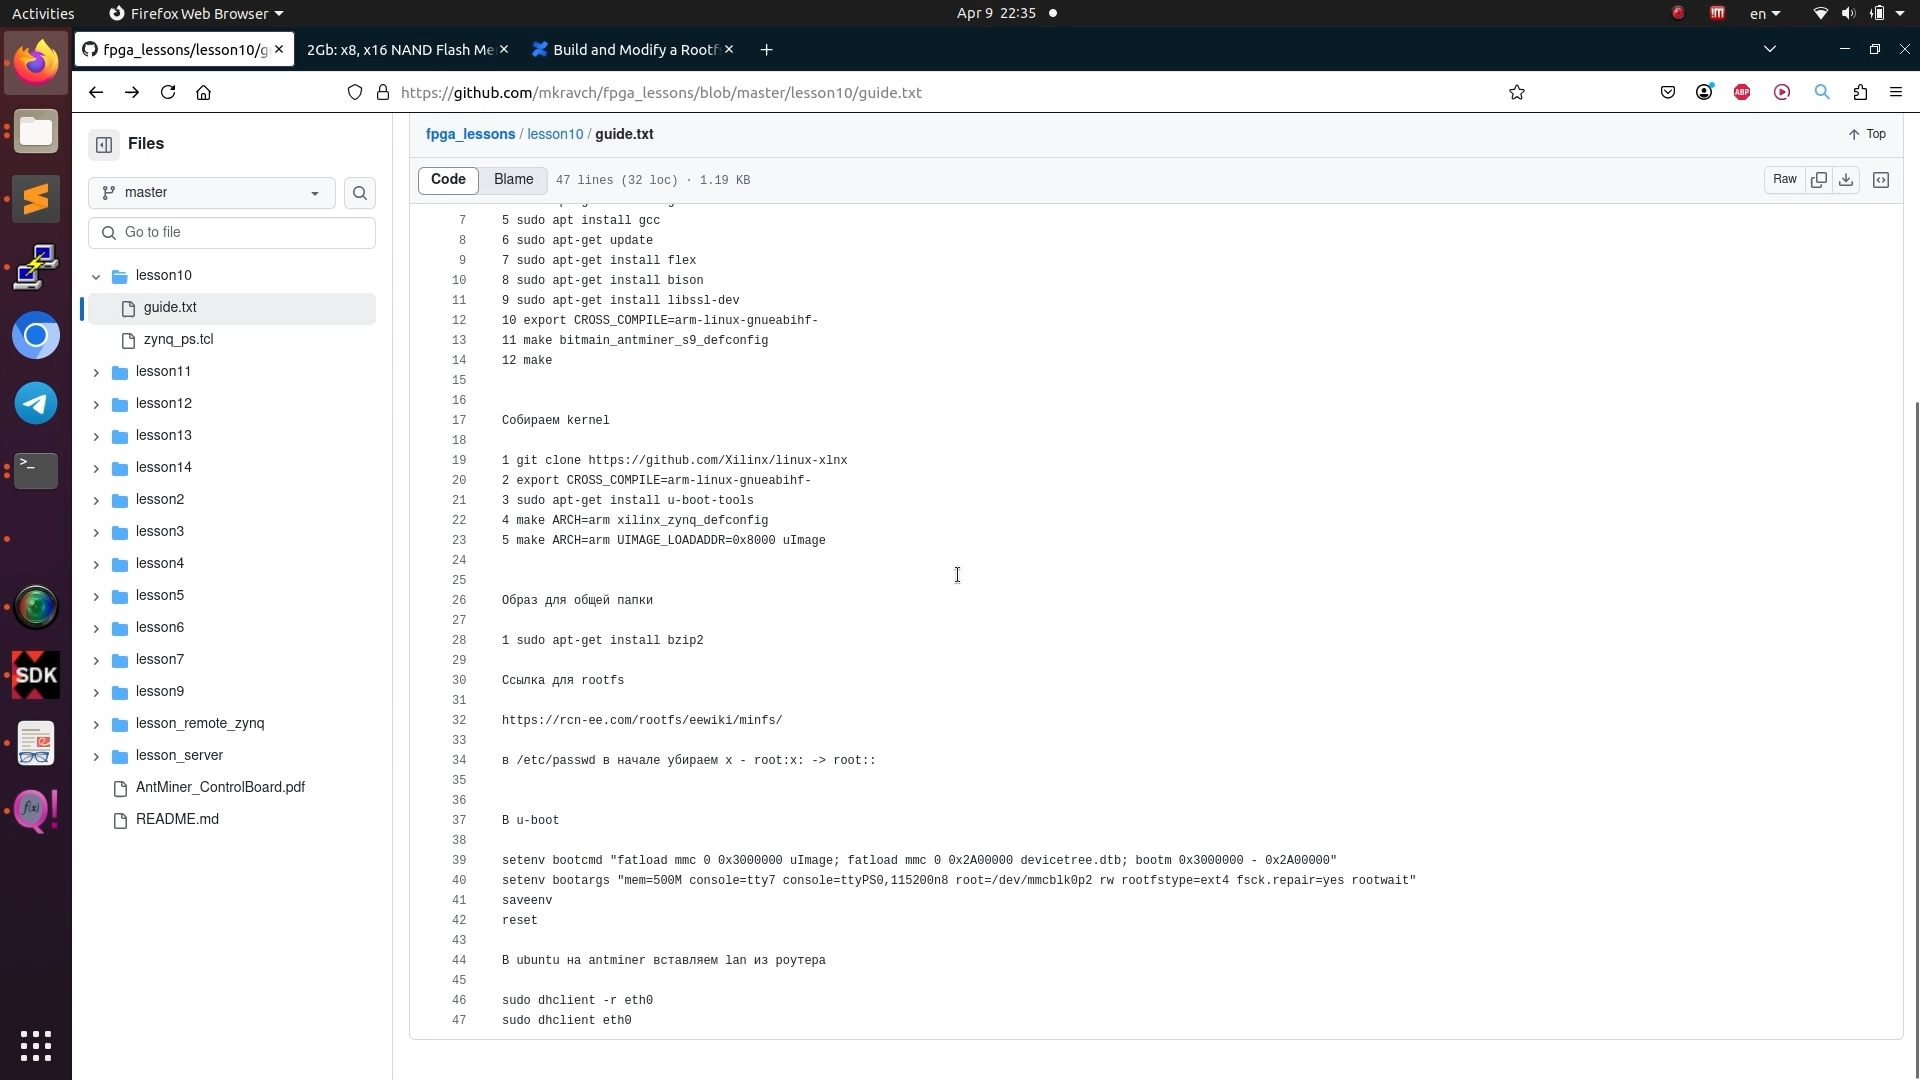 Activities
Firefox Web Browser
Apr 9 22:35
en
fpga_lessons/lesson10/g
2Gb: x8, x16 NAND Flash Me
Build and Modify a Rootf
https://github.com/mkravch/fpga_lessons/blob/master/lesson10/guide.txt
ABP
Files
master
Go to file
lesson10
guide.txt
zynq_ps.tcl
lesson11
lesson12
lesson13
lesson14
lesson2
lesson3
lesson4
lesson5
lesson6
lesson7
lesson9
lesson_remote_zynq
lesson_server
AntMiner_ControlBoard.pdf
README.md
SDK
fpga_lessons / lesson10 / guide.txt
Top
Code
Blame
47 lines (32 loc) · 1.19 KB
Raw
7 5 sudo apt install gcc
8 6 sudo apt-get update
9 7 sudo apt-get install flex
10 8 sudo apt-get install bison
11 9 sudo apt-get install libssl-dev
12 10 export CROSS_COMPILE=arm-linux-gnueabihf-
13 11 make bitmain_antminer_s9_defconfig
14 12 make
15
16
17 Собираем kernel
18
19 1 git clone https://github.com/Xilinx/linux-xlnx
20 2 export CROSS_COMPILE=arm-linux-gnueabihf-
21 3 sudo apt-get install u-boot-tools
22 4 make ARCH=arm xilinx_zynq_defconfig
23 5 make ARCH=arm UIMAGE_LOADADDR=0x8000 uImage
24
25
26 Образ для общей папки
27
28 1 sudo apt-get install bzip2
29
30 Ссылка для rootfs
31
32 https://rcn-ee.com/rootfs/eewiki/minfs/
33
34 в /etc/passwd в начале убираем x - root:x: -> root::
35
36
37 В u-boot
38
39 setenv bootcmd "fatload mmc 0 0x3000000 uImage; fatload mmc 0 0x2A00000 devicetree.dtb; bootm 0x3000000 - 0x2A00000"
40 setenv bootargs "mem=500M console=tty7 console=ttyPS0,115200n8 root=/dev/mmcblk0p2 rw rootfstype=ext4 fsck.repair=yes rootwait"
41 saveenv
42 reset
43
44 В ubuntu на antminer вставляем lan из роутера
45
46 sudo dhclient -r eth0
47 sudo dhclient eth0